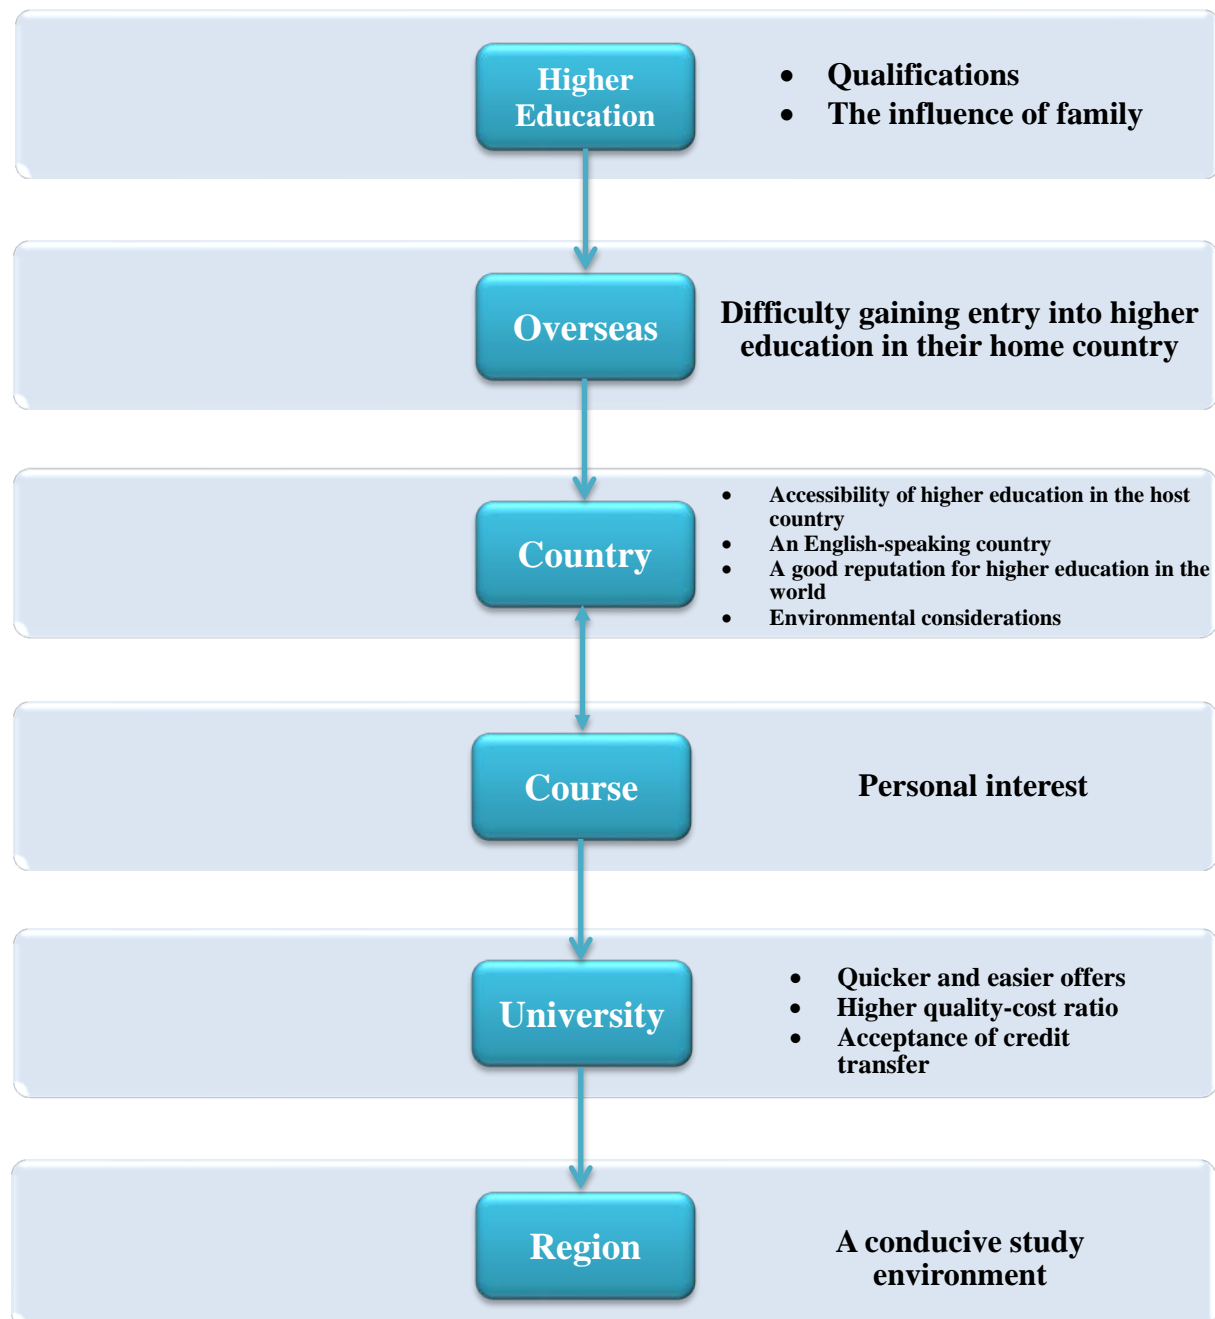 Higher
Education
• Qualifications
• The influence of family
Overseas
Difficulty gaining entry into higher
education in their home country
Country
• Accessibility of higher education in the host
country
• An English-speaking country
• A good reputation for higher education in the
world
• Environmental considerations
Course
Personal interest
University
• Quicker and easier offers
• Higher quality-cost ratio
• Acceptance of credit
transfer
Region
A conducive study
environment